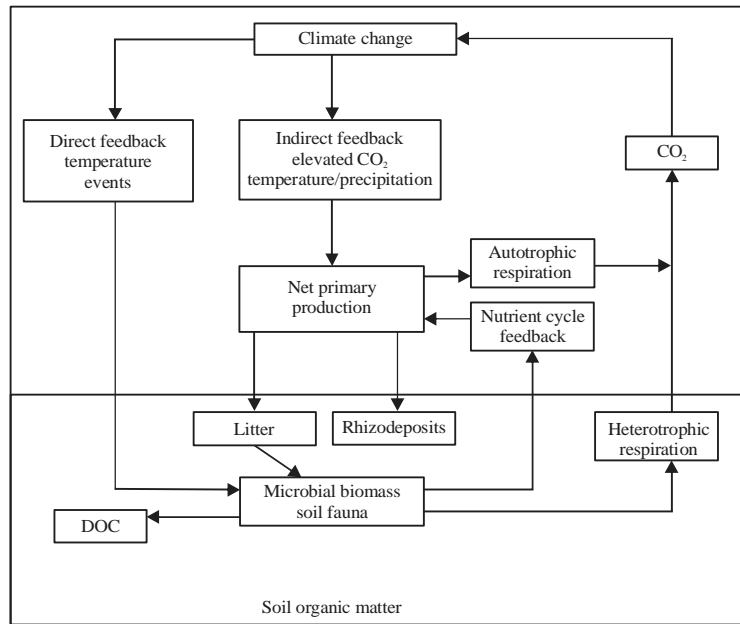 Climate change
Direct feedback
temperature
events
Indirect feedback
elevated CO₂
temperature/precipitation
CO₂
Autotrophic
respiration
Net primary
production
Nutrient cycle
feedback
Litter
Rhizodeposits
Heterotrophic
respiration
Microbial biomass
soil fauna
DOC
Soil organic matter